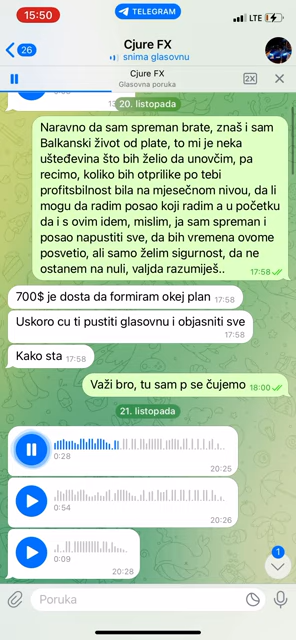 15:50
TELEGRAM
LTE
26
Cjure FX
snima glasovnu
Cjure FX
Glasovna poruka
2X
20. listopada
Naravno da sam spreman brate, znaš i sam
Balkanski život od plate, to mi je neka
ušteđevina što bih želio da unovčim, pa
recimo, koliko bih otprilike po tebi
profitsbilnost bila na mjesečnom nivou, da li
mogu da radim posao koji radim a u početku
da i s ovim idem, mislim, ja sam spreman i
posao napustiti sve, da bih vremena ovome
posvetio, ali samo želim sigurnost, da ne
ostanem na nuli, valjda razumiješ..
17:58
700$ je dosta da formiram okej plan 17:58
Uskoro cu ti pustiti glasovnu i objasniti sve
17:58
Kako sta 17:58
Važi bro, tu sam p se čujemo 18:00
21. listopada
0:28
20:25
0:54
20:26
0:09
20:28
1
Poruka